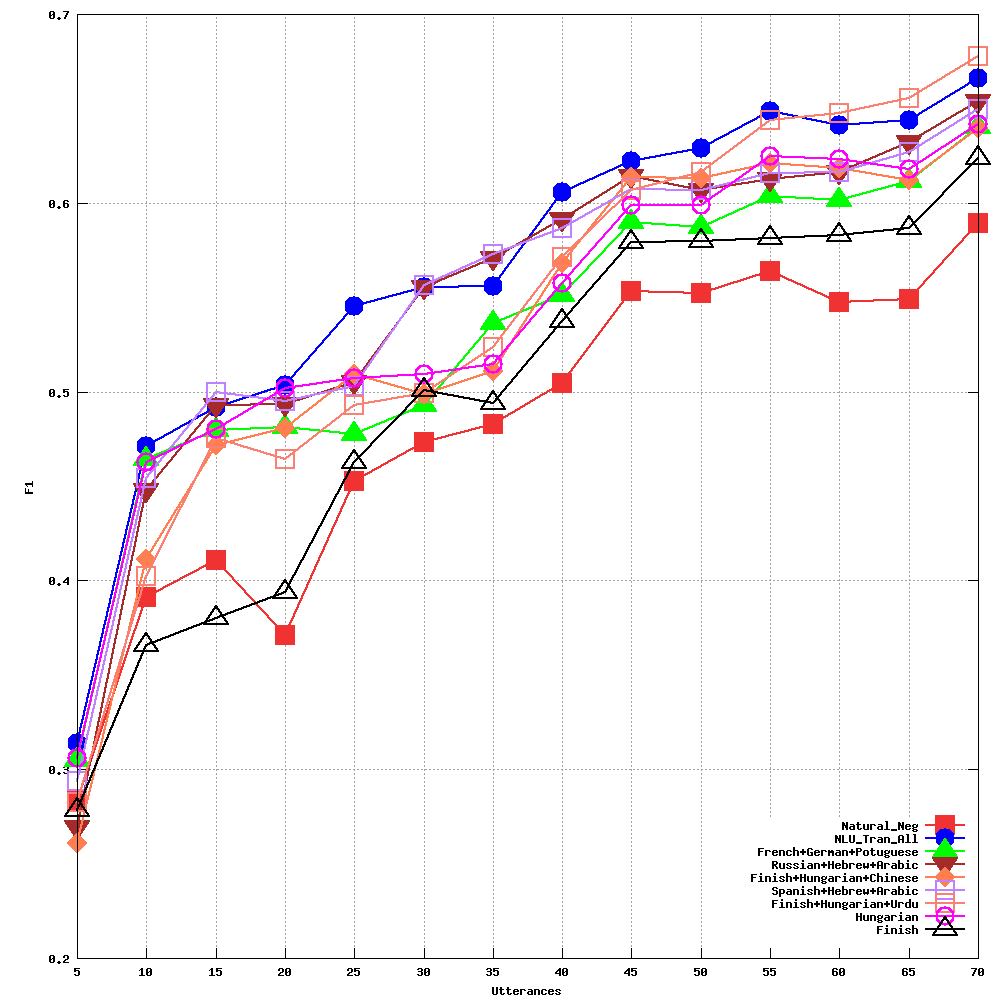 0.7
0.6
0.5
F1
0.4
0.3
Natural_Neg
NLU_Tran_All
French+German+Potuguese
Russian+Hebrew+Arabic
Finish+Hungarian+Chinese
Spanish+Hebrew+Arabic
Finish+Hungarian+Urdu
Hungarian
Finish
0.2
5 10 15 20 25 30 35 40 45 50 55 60 65 70
Utterances